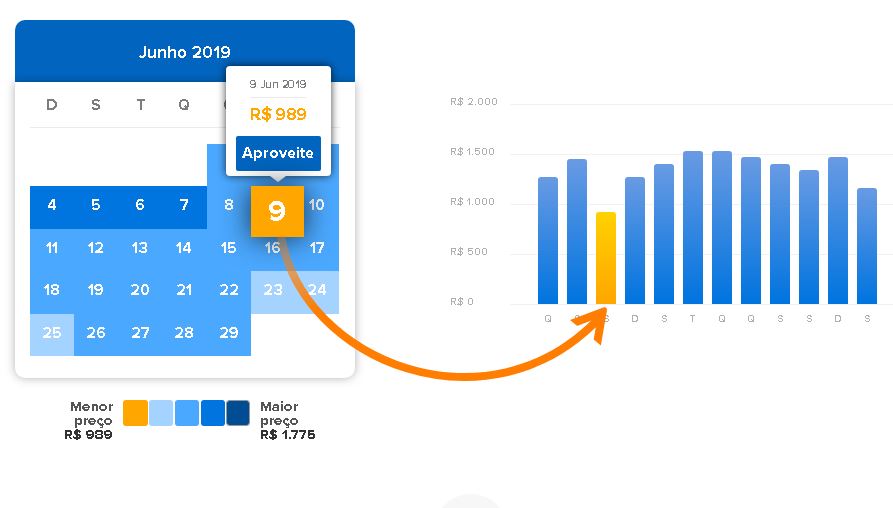 Junho 2019
9 Jun 2019
R$ 989
Aproveite
D S T Q
4 5 6 7 8 9 10
11 12 13 14 15 16 17
18 19 20 21 22 23 24
25 26 27 28 29
Menor
preço
R$ 989
Maior
preço
R$ 1.775
R$ 2.000
R$ 1.500
R$ 1.000
R$ 500
R$ 0
Q S S D S T Q Q S S D S